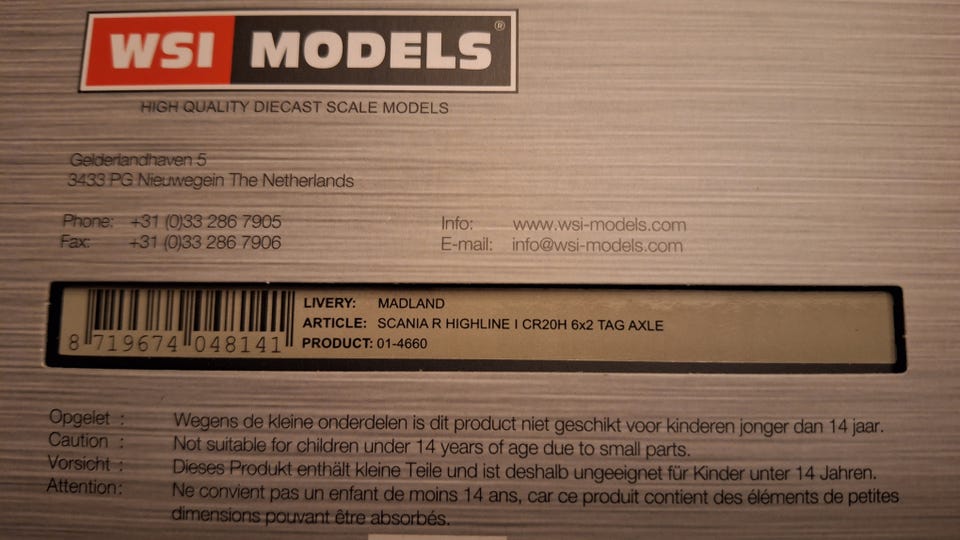 WSI MODELS®
HIGH QUALITY DIECAST SCALE MODELS
Gelderlandhaven 5
3433 PG Nieuwegein The Netherlands
Phone: +31 (0)33 286 7905 Info: www.wsi-models.com
Fax: +31 (0)33 286 7906 E-mail: info@wsi-models.com
LIVERY: MADLAND
ARTICLE: SCANIA R HIGHLINE I CR20H 6x2 TAG AXLE
PRODUCT: 01-4660
8 719674 048141
Opgelet : Wegens de kleine onderdelen is dit product niet geschikt voor kinderen jonger dan 14 jaar.
Caution : Not suitable for children under 14 years of age due to small parts.
Vorsicht : Dieses Produkt enthält kleine Teile und ist deshalb ungeeignet für Kinder unter 14 Jahren.
Attention: Ne convient pas un enfant de moins 14 ans, car ce produit contient des éléments de petites
dimensions pouvant être absorbés.